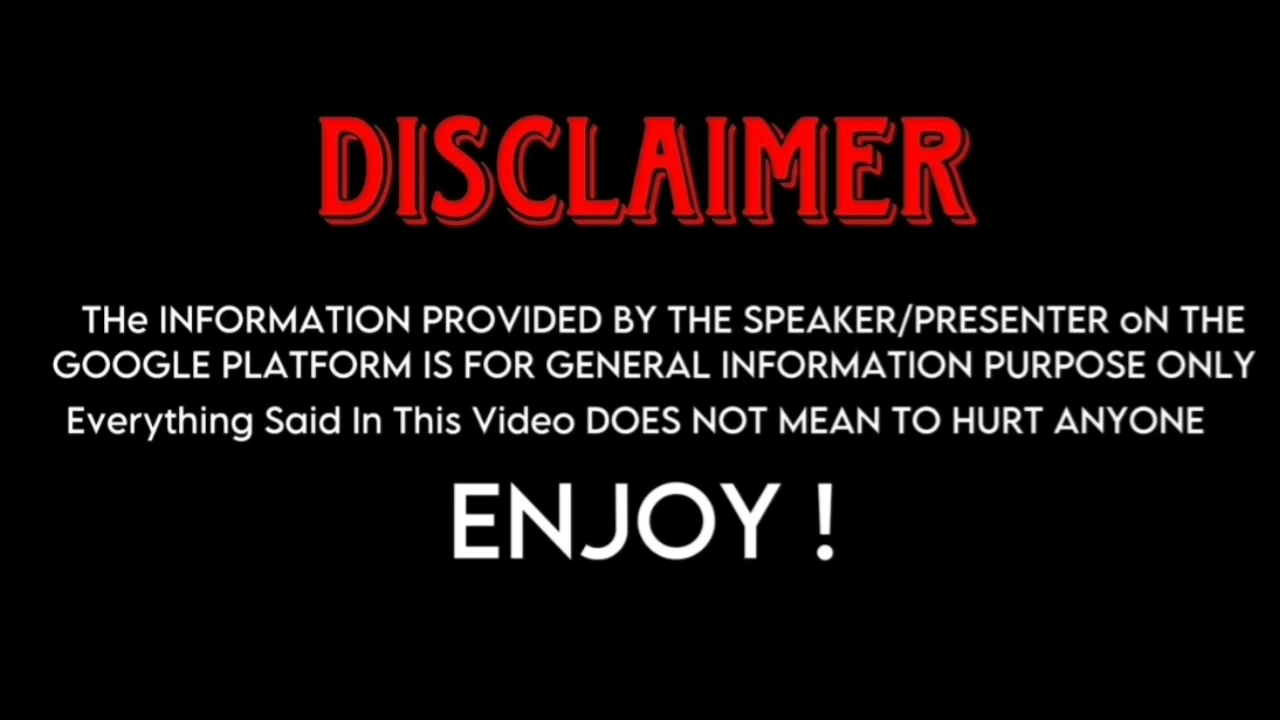 DISCLAIMER
THe INFORMATION PROVIDED BY THE SPEAKER/PRESENTER oN THE
GOOGLE PLATFORM IS FOR GENERAL INFORMATION PURPOSE ONLY
Everything Said In This Video DOES NOT MEAN TO HURT ANYONE
ENJOY !